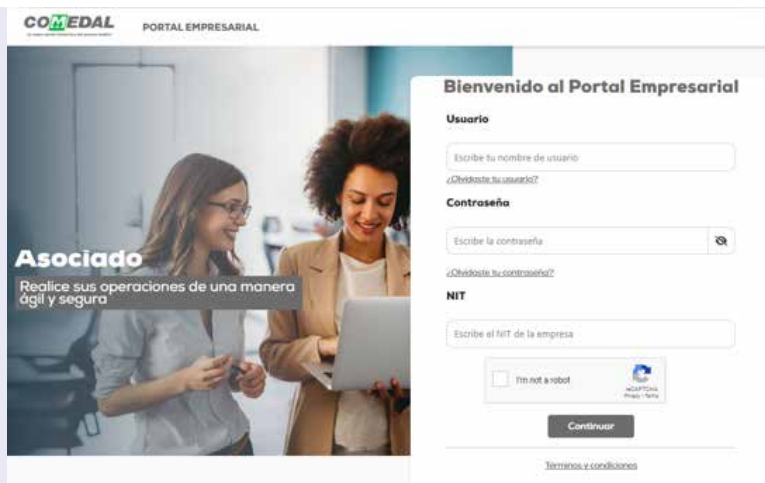 COMEDAL
PORTAL EMPRESARIAL
Bienvenido al Portal Empresarial
Usuario
Escribe tu nombre de usuario
¿Olvidaste tu usuario?
Contraseña
Escribe la contraseña
¿Olvidaste tu contraseña?
NIT
Escribe el NIT de la empresa
I'm not a robot
reCAPTCHA
Privacy - Terms
Continuar
Términos y condiciones
Asociado
Realice sus operaciones de una manera
ágil y segura